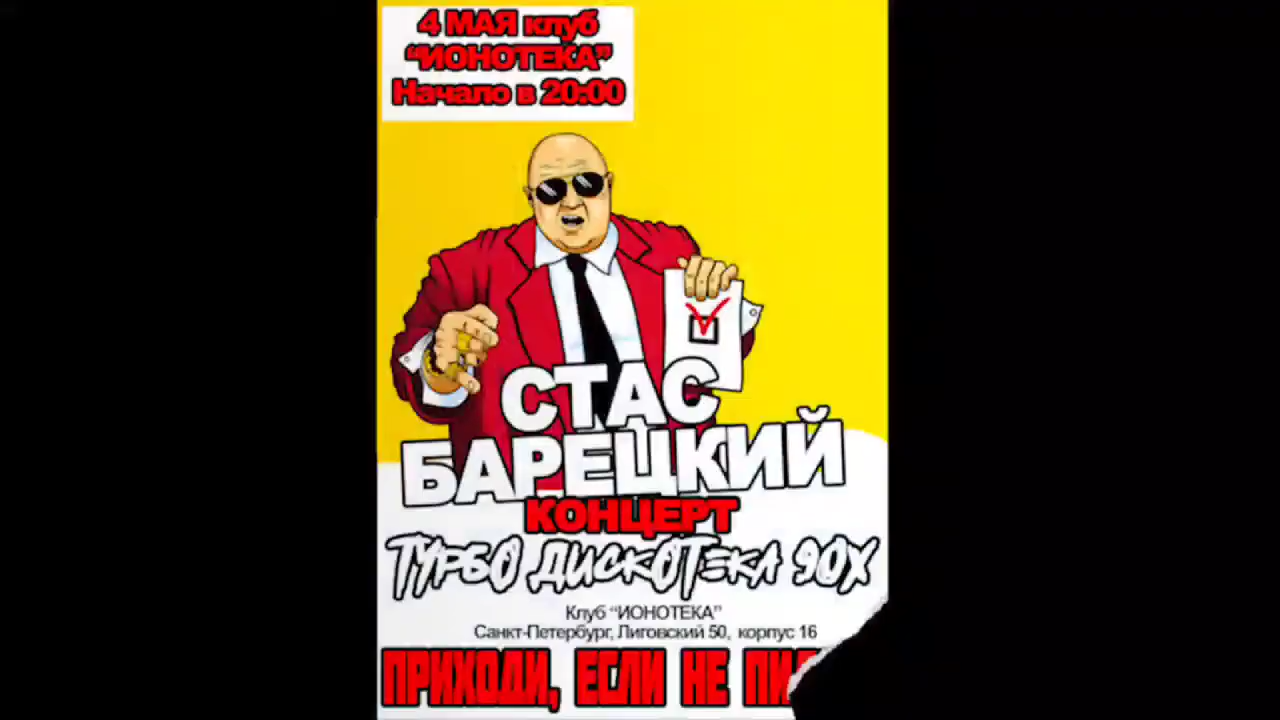 4 МАЯ клуб
“ИОНОТЕКА”
Начало в 20:00
СТАС
БАРЕЦКИЙ
КОНЦЕРТ
ТУРБО ДИСКОТЕКА 90Х
Клуб “ИОНОТЕКА”
Санкт-Петербург, Лиговский 50, корпус 16
ПРИХОДИ, ЕСЛИ НЕ